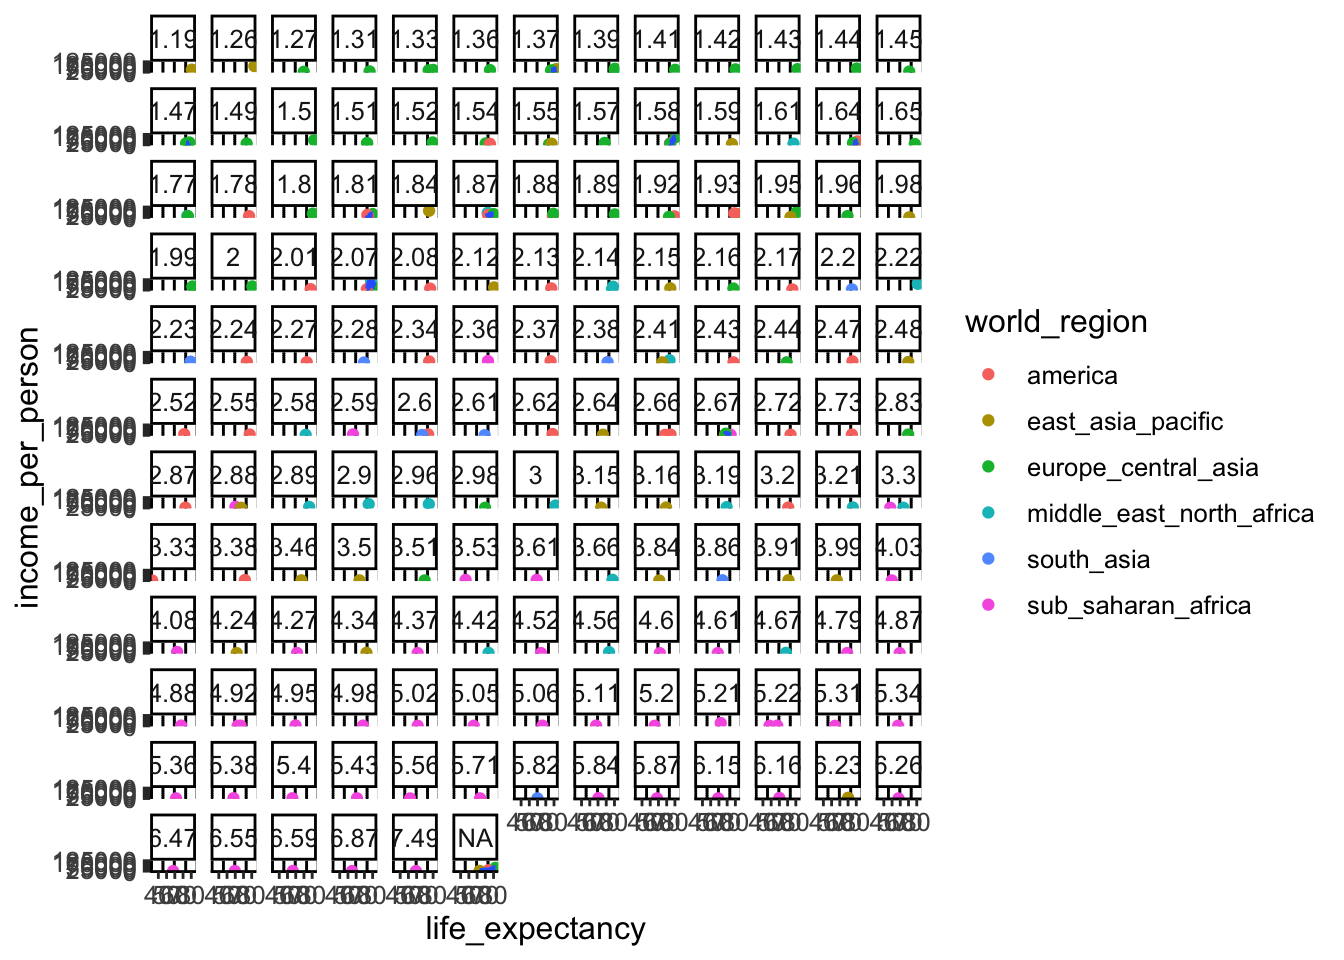 1.19 1.26 1.27 1.31 1.33 1.36 1.37 1.39 1.41 1.42 1.43 1.44 1.45
1.47 1.49 1.5 1.51 1.52 1.54 1.55 1.57 1.58 1.59 1.61 1.64 1.65
1.77 1.78 1.8 1.81 1.84 1.87 1.88 1.89 1.92 1.93 1.95 1.96 1.98
1.99 2 2.01 2.07 2.08 2.12 2.13 2.14 2.15 2.16 2.17 2.2 2.22
2.23 2.24 2.27 2.28 2.34 2.36 2.37 2.38 2.41 2.43 2.44 2.47 2.48
2.52 2.55 2.58 2.59 2.6 2.61 2.62 2.64 2.66 2.67 2.72 2.73 2.83
2.87 2.88 2.89 2.9 2.96 2.98 3 3.15 3.16 3.19 3.2 3.21 3.3
3.33 3.38 3.46 3.5 3.51 3.53 3.61 3.66 3.84 3.86 3.91 3.99 4.03
4.08 4.24 4.27 4.34 4.37 4.42 4.52 4.56 4.6 4.61 4.67 4.79 4.87
4.88 4.92 4.95 4.98 5.02 5.05 5.06 5.11 5.2 5.21 5.22 5.31 5.34
5.36 5.38 5.4 5.43 5.56 5.71 5.82 5.84 5.87 6.15 6.16 6.23 6.26
6.47 6.55 6.59 6.87 7.49 NA
life_expectancy
income_per_person
world_region
america
east_asia_pacific
europe_central_asia
middle_east_north_africa
south_asia
sub_saharan_africa